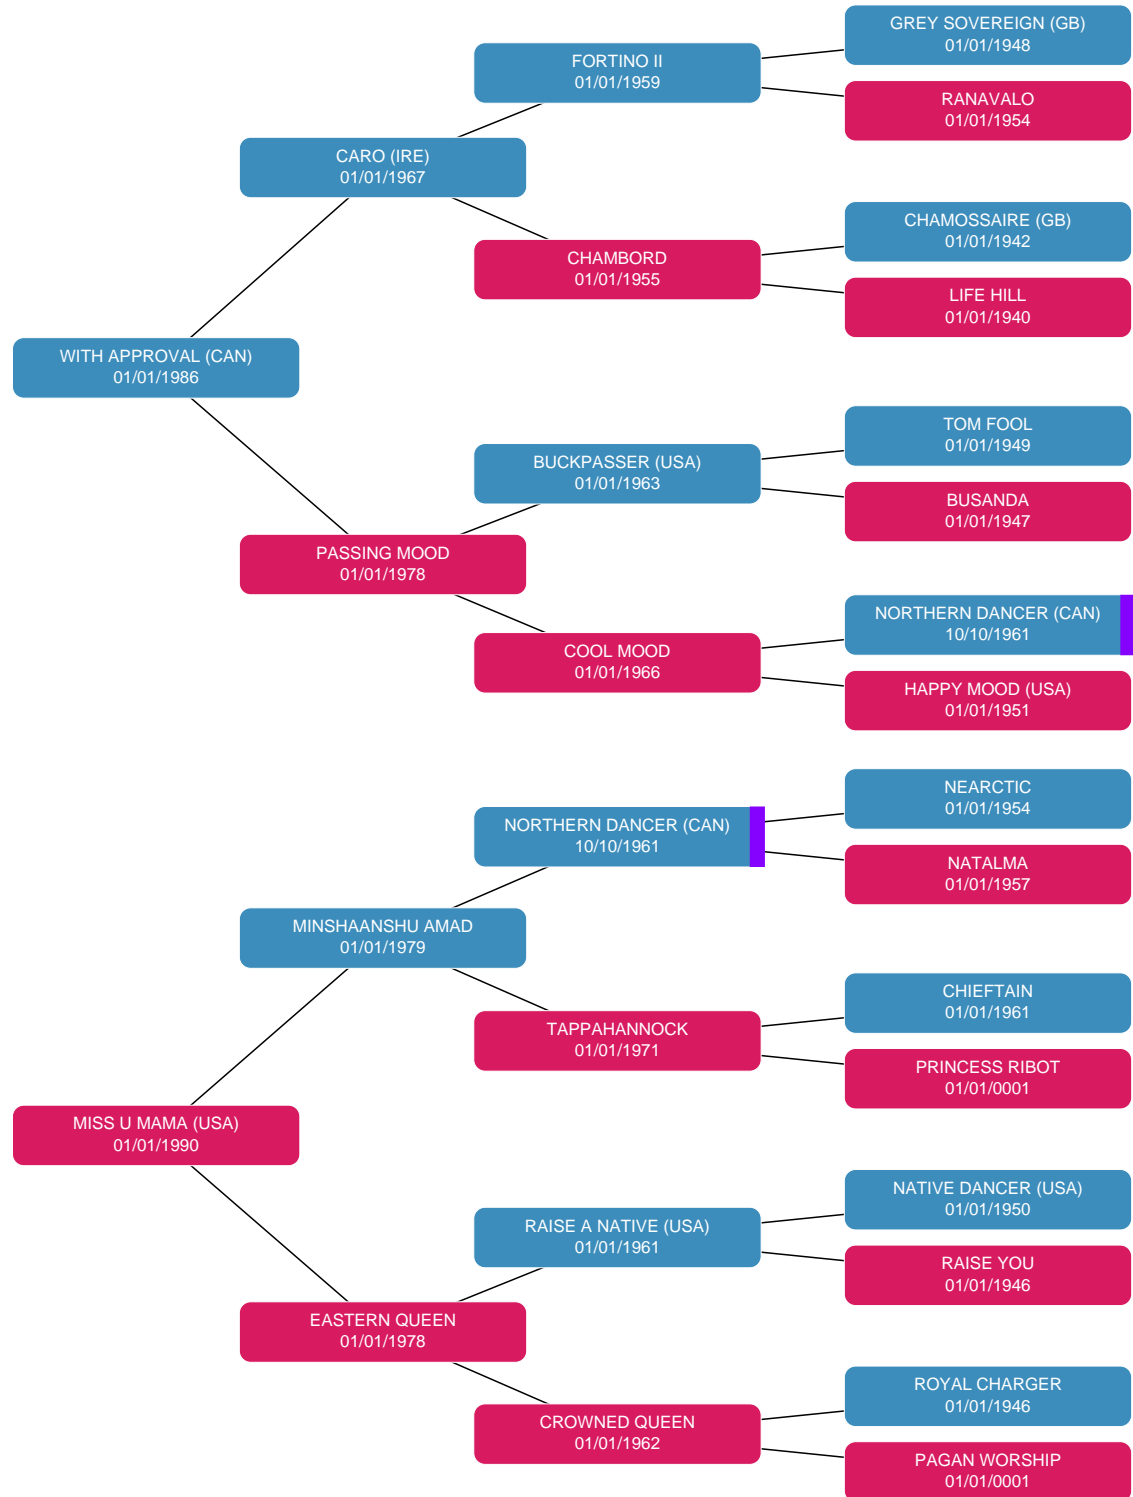 GREY SOVEREIGN (GB)
01/01/1948
FORTINO II
01/01/1959
RANAVALO
01/01/1954
CARO (IRE)
01/01/1967
CHAMOSSAIRE (GB)
01/01/1942
CHAMBORD
01/01/1955
LIFE HILL
01/01/1940
WITH APPROVAL (CAN)
01/01/1986
TOM FOOL
01/01/1949
BUCKPASSER (USA)
01/01/1963
BUSANDA
01/01/1947
PASSING MOOD
01/01/1978
NORTHERN DANCER (CAN)
10/10/1961
COOL MOOD
01/01/1966
HAPPY MOOD (USA)
01/01/1951
NEARCTIC
01/01/1954
NORTHERN DANCER (CAN)
10/10/1961
NATALMA
01/01/1957
MINSHAANSHU AMAD
01/01/1979
CHIEFTAIN
01/01/1961
TAPPAHANNOCK
01/01/1971
PRINCESS RIBOT
01/01/0001
MISS U MAMA (USA)
01/01/1990
NATIVE DANCER (USA)
01/01/1950
RAISE A NATIVE (USA)
01/01/1961
RAISE YOU
01/01/1946
EASTERN QUEEN
01/01/1978
ROYAL CHARGER
01/01/1946
CROWNED QUEEN
01/01/1962
PAGAN WORSHIP
01/01/0001